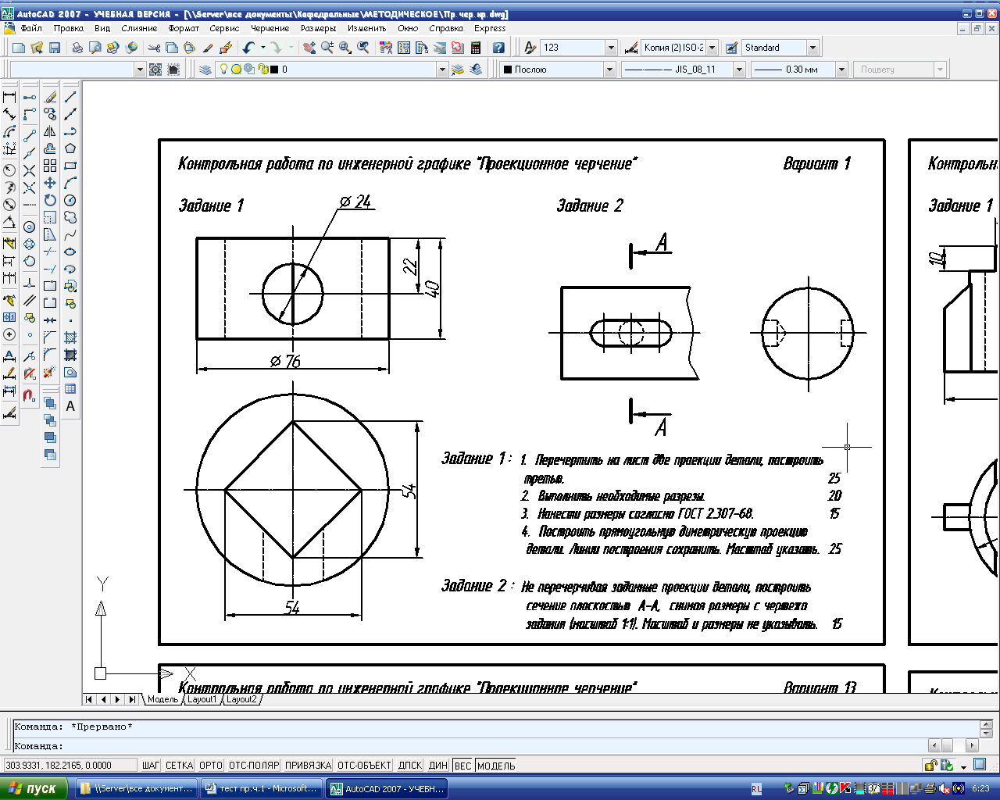 AutoCAD 2007 - УЧЕБНАЯ ВЕРСИЯ - [\\Server\все документы\Кафедральные\МЕТОДИЧЕСКОЕ\Пр.чер.кр.dwg]
Файл Правка Вид Слияние Формат Сервис Черчение Размеры Изменить Окно Справка Express
123 Копия (2) ISO-2 Standard
0 Послою JIS_08_11 0.30 мм Поцвету
Контрольная работа по инженерной графике "Проекционное черчение" Вариант 1
Задание 1
Ø 24
22
40
Ø 76
54
54
Задание 2
A
A
Задание 1 : 1. Перечертить на лист две проекции детали, построить
третью. 25
2. Выполнить необходимые разрезы. 20
3. Нанести размеры согласно ГОСТ 2.307-68. 15
4. Построить прямоугольную диметрическую проекцию
детали. Линии построения сохранить. Масштаб указать. 25
Задание 2 : Не перечерчивая заданные проекции детали, построить
сечение плоскостью А-А, снимая размеры с чертежа
задания (масштаб 1:1). Масштаб и размеры не указывать. 15
Контрольн
Задание 1
10
Y
X
Контрольная работа по инженерной графике "Проекционное черчение" Вариант 13
Модель Layout1 Layout2
Команда: *Прервано*
Команда:
303.9331, 182.2165, 0.0000 ШАГ СЕТКА ОРТО ОТС-ПОЛЯР ПРИВЯЗКА ОТС-ОБЪЕКТ ДПСК ДИН ВЕС МОДЕЛЬ
пуск \\Server\все документ... тест пр.ч.1 - Microsoft... AutoCAD 2007 - УЧЕБН... RL 37 6:23